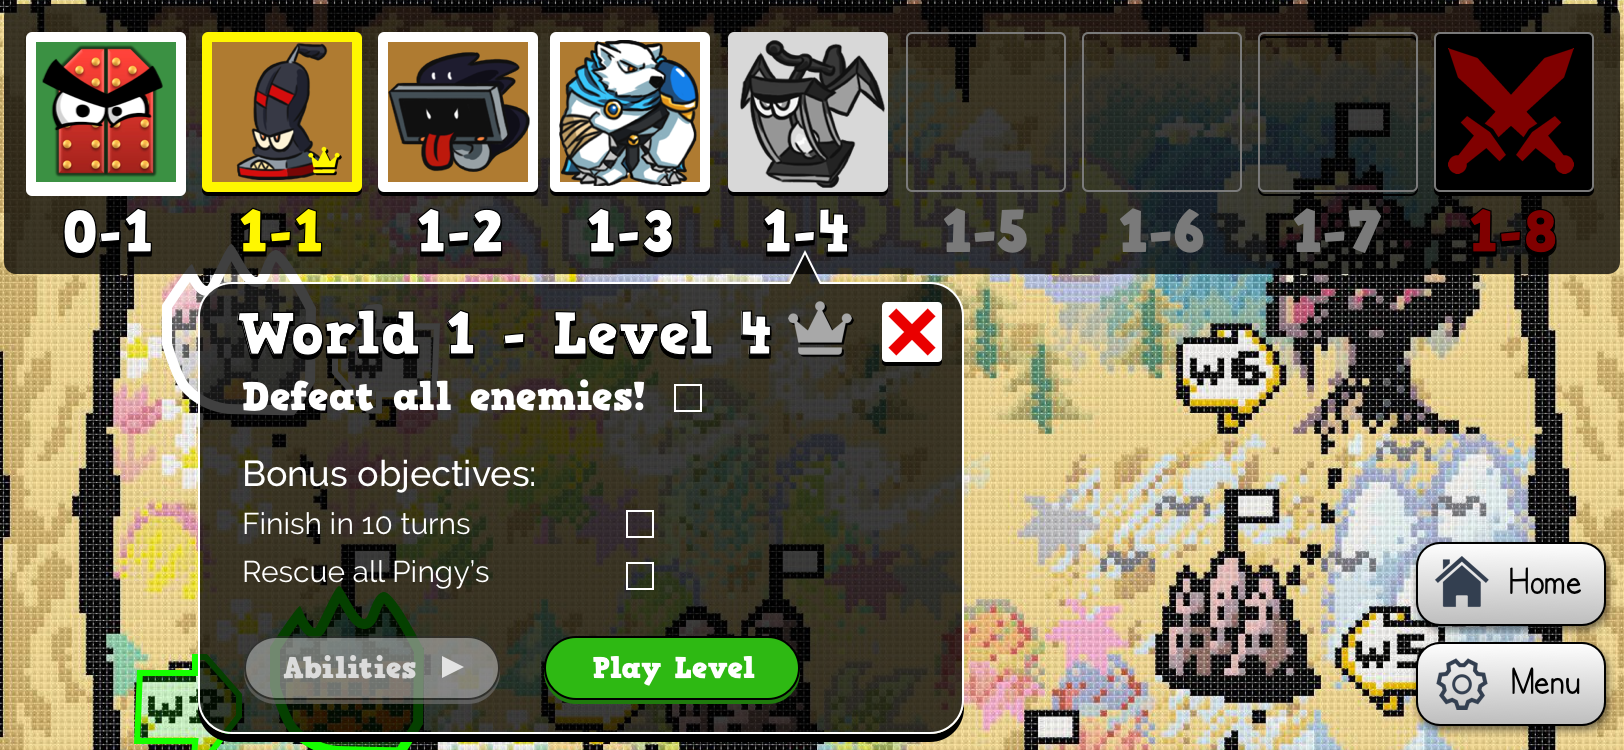 0-1
1-1
1-2
1-3
1-4
1-5
1-6
1-7
1-8
World 1 - Level 4
Defeat all enemies!
Bonus objectives:
Finish in 10 turns
Rescue all Pingy's
Abilities
Play Level
W6
W5
Home
Menu